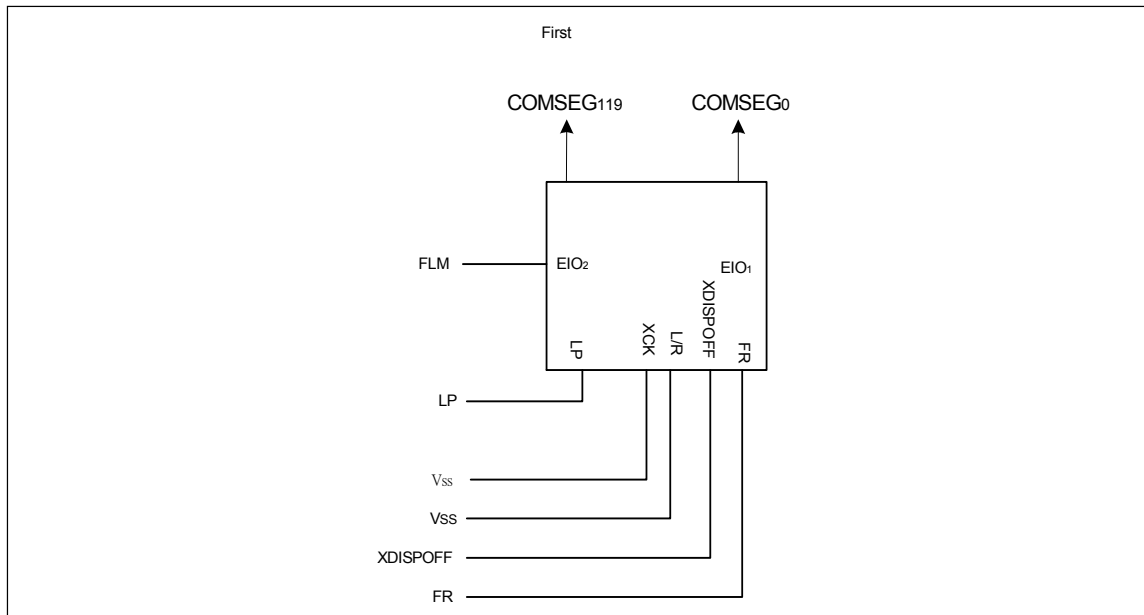 First
COMSEG119 COMSEG0
FLM EIO2 EIO1
LP XCK L/R XDISPOFF FR
LP
Vss
Vss
XDISPOFF
FR